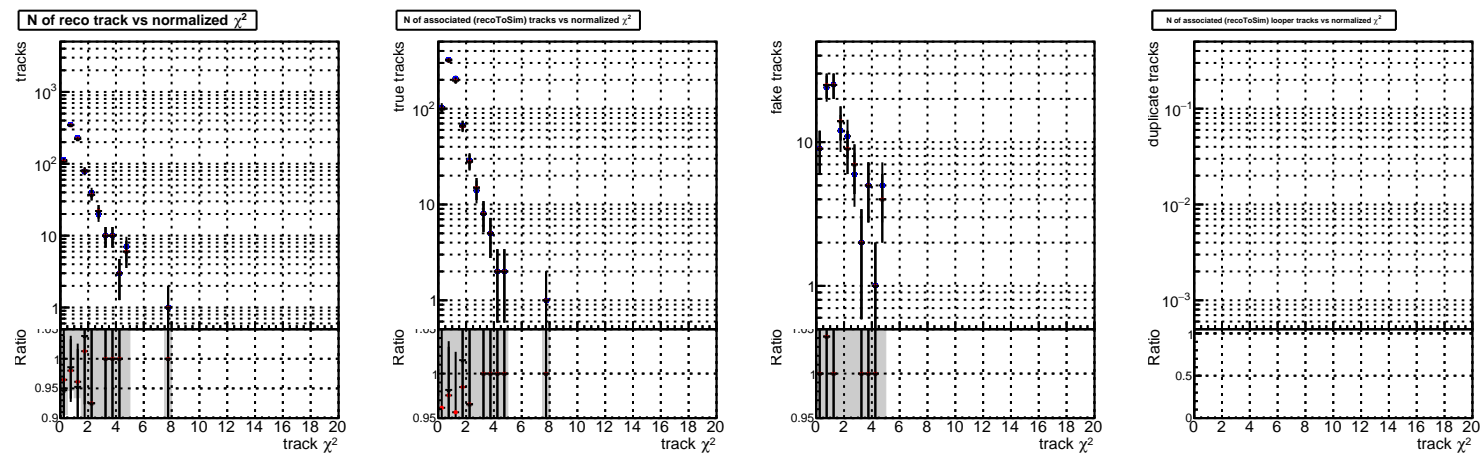 N of reco track vs normalized χ²
tracks
10³
10²
10
1
Ratio
1.05
1
0.95
0.9
0 2 4 6 8 10 12 14 16 18 20
track χ²
N of associated (recoToSim) tracks vs normalized χ²
true tracks
10²
10
1
Ratio
1.05
1
0.95
0 2 4 6 8 10 12 14 16 18 20
track χ²
fake tracks
10
1
Ratio
1.05
1
0.95
0 2 4 6 8 10 12 14 16 18 20
track χ²
N of associated (recoToSim) looper tracks vs normalized χ²
duplicate tracks
10⁻¹
10⁻²
10⁻³
Ratio
1
0.5
0
0 2 4 6 8 10 12 14 16 18 20
track χ²